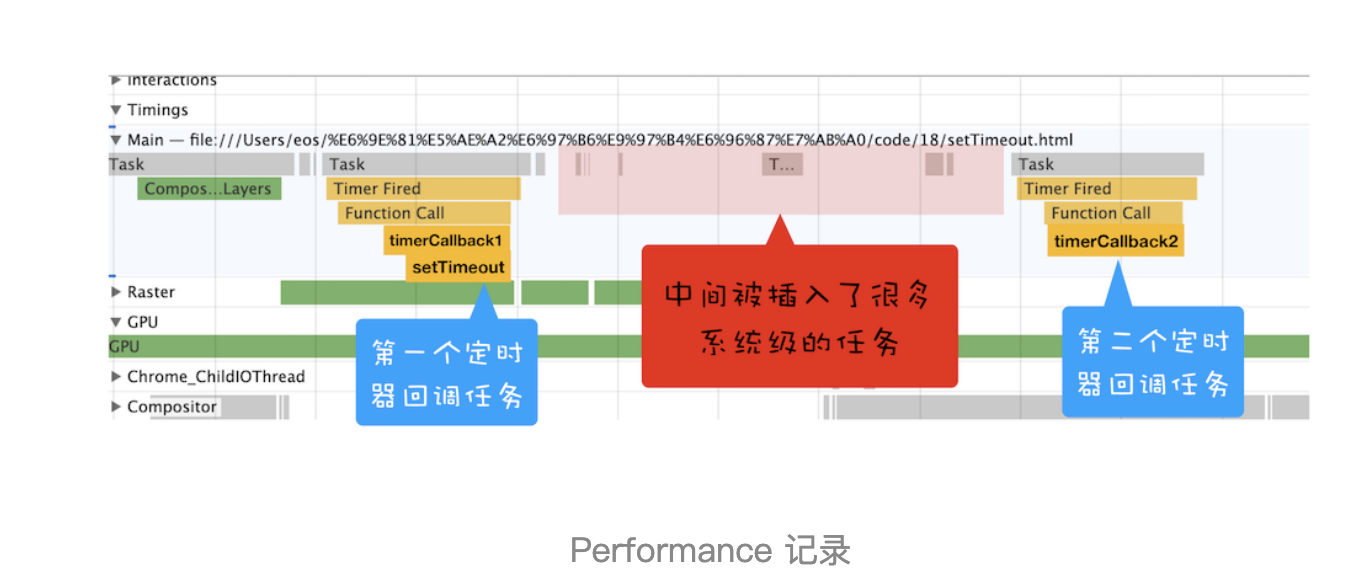 Interactions
Timings
Main — file:///Users/eos/%E6%9E%81%E5%AE%A2%E6%97%B6%E9%97%B4%E6%96%87%E7%AB%A0/code/18/setTimeout.html
Task
Task
T...
Task
Compos...Layers
Timer Fired
Timer Fired
Function Call
Function Call
timerCallback1
timerCallback2
setTimeout
Raster
GPU
GPU
Chrome_ChildIOThread
Compositor
中间被插入了很多
系统级的任务
第一个定时
器回调任务
第二个定时
器回调任务
Performance 记录